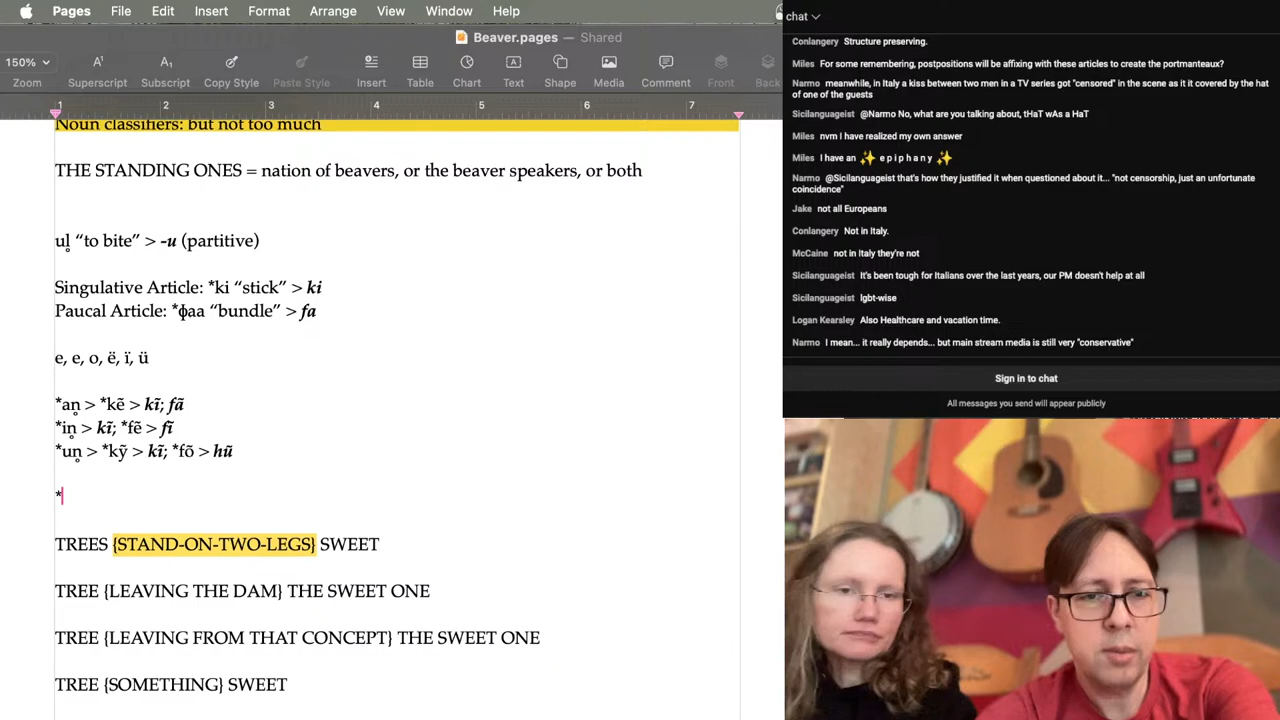 Pages File Edit Insert Format Arrange View Window Help
Beaver.pages — Shared
150%
Zoom Superscript Subscript Copy Style Paste Style Insert Table Chart Text Shape Media Comment Front Back
1 2 3 4 5 6 7
Noun classifiers: but not too much
THE STANDING ONES = nation of beavers, or the beaver speakers, or both
ul̥ “to bite” > -u (partitive)
Singulative Article: *ki “stick” > ki
Paucal Article: *ɸaa “bundle” > fa
e, e, o, ë, ï, ü
*an̥ > *kẽ > kĩ; fã
*in̥ > kĩ; *fẽ > fĩ
*un̥ > *kỹ > kĩ; *fõ > hũ
*
TREES {STAND-ON-TWO-LEGS} SWEET
TREE {LEAVING THE DAM} THE SWEET ONE
TREE {LEAVING FROM THAT CONCEPT} THE SWEET ONE
TREE {SOMETHING} SWEET
chat
Conlangery Structure preserving.
Miles For some remembering, postpositions will be affixing with these articles to create the portmanteaux?
Narmo meanwhile, in Italy a kiss between two men in a TV series got "censored" in the scene as it it covered by the hat
of one of the guests
Sicilanguageist @Narmo No, what are you talking about, tHaT wAs a HaT
Miles nvm I have realized my own answer
Miles I have an ✨ e p i p h a n y ✨
Narmo @Sicilanguageist that's how they justified it when questioned about it... "not censorship, just an unfortunate
coincidence"
Jake not all Europeans
Conlangery Not in Italy.
McCaine not in Italy they're not
Sicilanguageist It's been tough for Italians over the last years, our PM doesn't help at all
Sicilanguageist lgbt-wise
Logan Kearsley Also Healthcare and vacation time.
Narmo I mean... it really depends... but main stream media is still very "conservative"
Sign in to chat
All messages you send will appear publicly